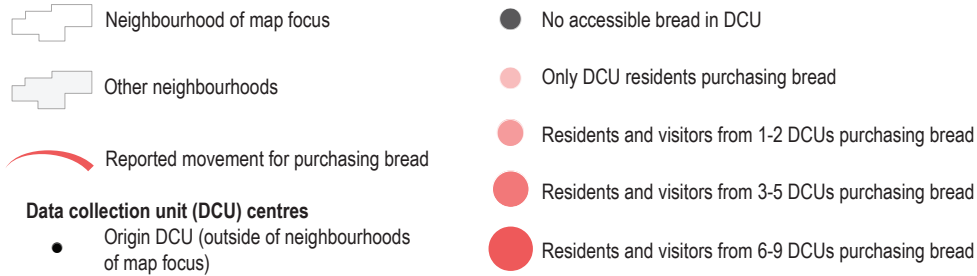 Neighbourhood of map focus
Other neighbourhoods
Reported movement for purchasing bread
Data collection unit (DCU) centres
Origin DCU (outside of neighbourhoods
of map focus)
No accessible bread in DCU
Only DCU residents purchasing bread
Residents and visitors from 1-2 DCUs purchasing bread
Residents and visitors from 3-5 DCUs purchasing bread
Residents and visitors from 6-9 DCUs purchasing bread